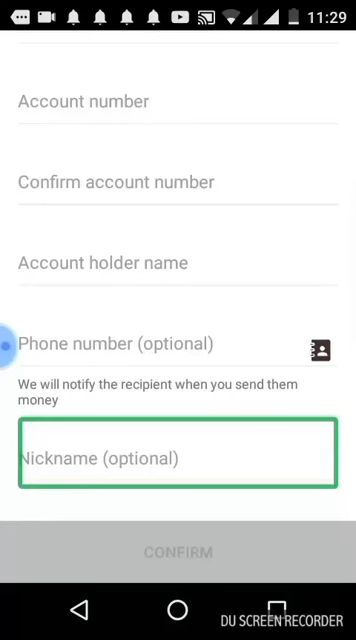 11:29
Account number
Confirm account number
Account holder name
Phone number (optional)
We will notify the recipient when you send them
money
Nickname (optional)
CONFIRM
DU SCREEN RECORDER